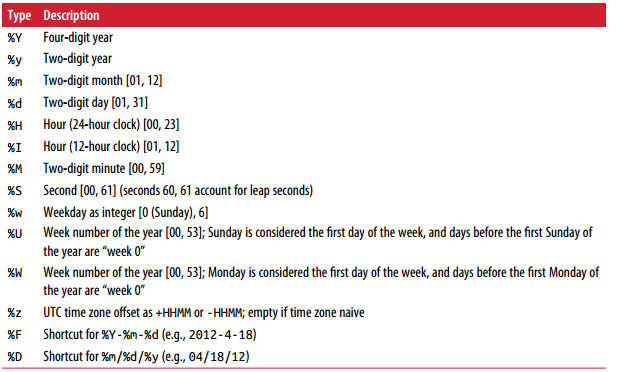 Type Description
%Y Four-digit year
%y Two-digit year
%m Two-digit month [01, 12]
%d Two-digit day [01, 31]
%H Hour (24-hour clock) [00, 23]
%I Hour (12-hour clock) [01, 12]
%M Two-digit minute [00, 59]
%S Second [00, 61] (seconds 60, 61 account for leap seconds)
%w Weekday as integer [0 (Sunday), 6]
%U Week number of the year [00, 53]; Sunday is considered the first day of the week, and days before the first Sunday of
the year are “week 0”
%W Week number of the year [00, 53]; Monday is considered the first day of the week, and days before the first Monday of
the year are “week 0”
%z UTC time zone offset as +HHMM or -HHMM; empty if time zone naive
%F Shortcut for %Y-%m-%d (e.g., 2012-4-18)
%D Shortcut for %m/%d/%y (e.g., 04/18/12)